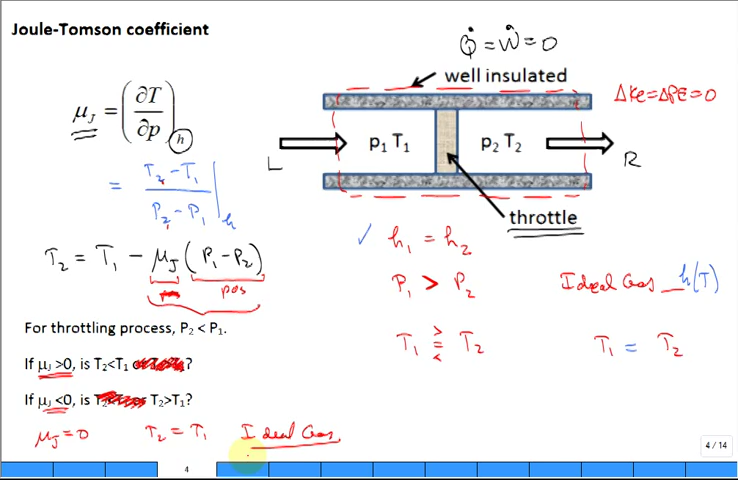 Joule-Tomson coefficient
Q̇ = Ẇ = 0
well insulated
ΔKE = ΔPE = 0
μJ = (∂T/∂p)h
p₁ T₁
p₂ T₂
L
R
= T₂ - T₁ / P₂ - P₁ |h
throttle
T₂ = T₁ - μJ (P₁ - P₂)
pos
✓ h₁ = h₂
P₁ > P₂
Ideal Gas h(T)
T₁ >=< T₂
T₁ = T₂
For throttling process, P₂ < P₁.
If μJ >0, is T₂<T₁ ?
If μJ <0, is T₂>T₁?
μJ = 0 T₂ = T₁ Ideal Gas
4 / 14
4